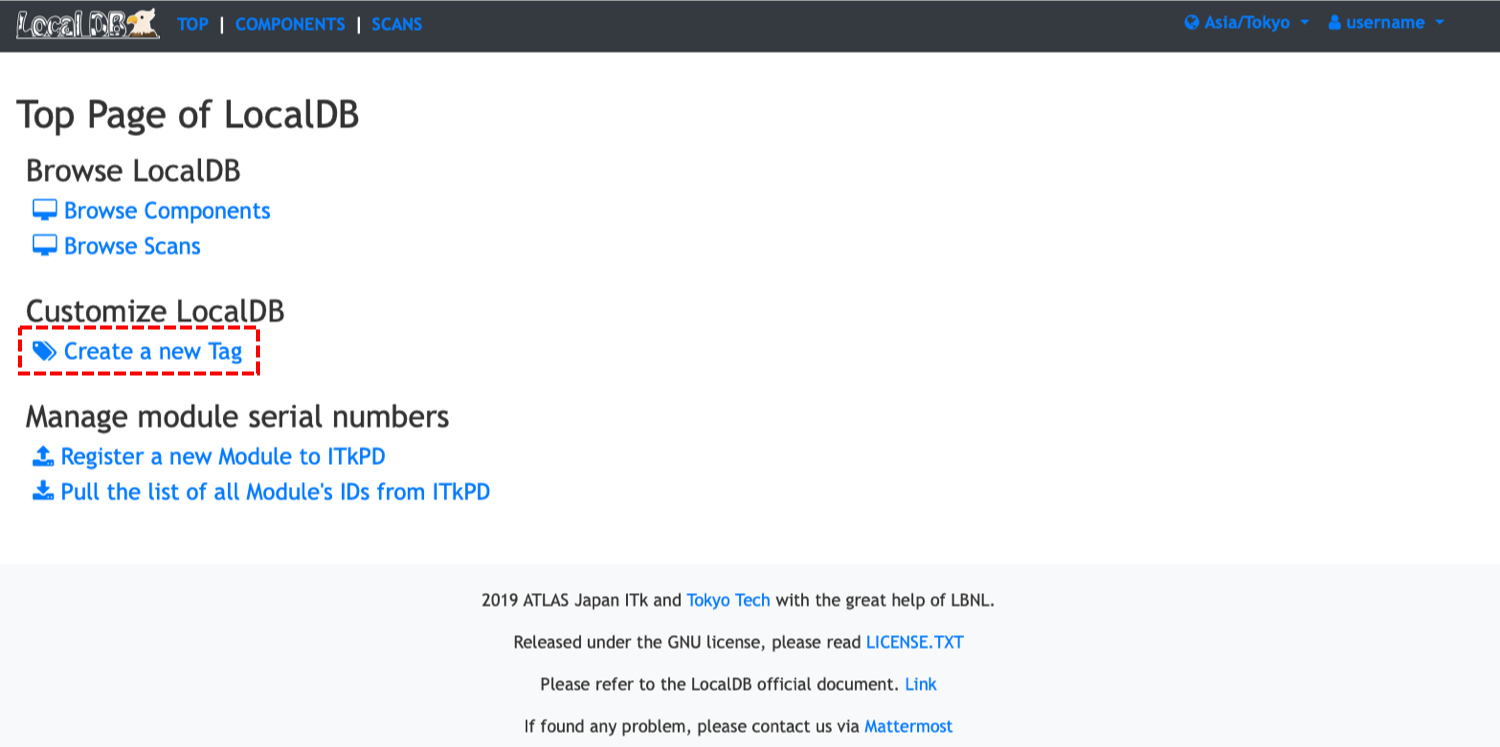 Local DB TOP | COMPONENTS | SCANS Asia/Tokyo username
Top Page of LocalDB
Browse LocalDB
Browse Components
Browse Scans
Customize LocalDB
Create a new Tag
Manage module serial numbers
Register a new Module to ITkPD
Pull the list of all Module's IDs from ITkPD
2019 ATLAS Japan ITk and Tokyo Tech with the great help of LBNL.
Released under the GNU license, please read LICENSE.TXT
Please refer to the LocalDB official document. Link
If found any problem, please contact us via Mattermost